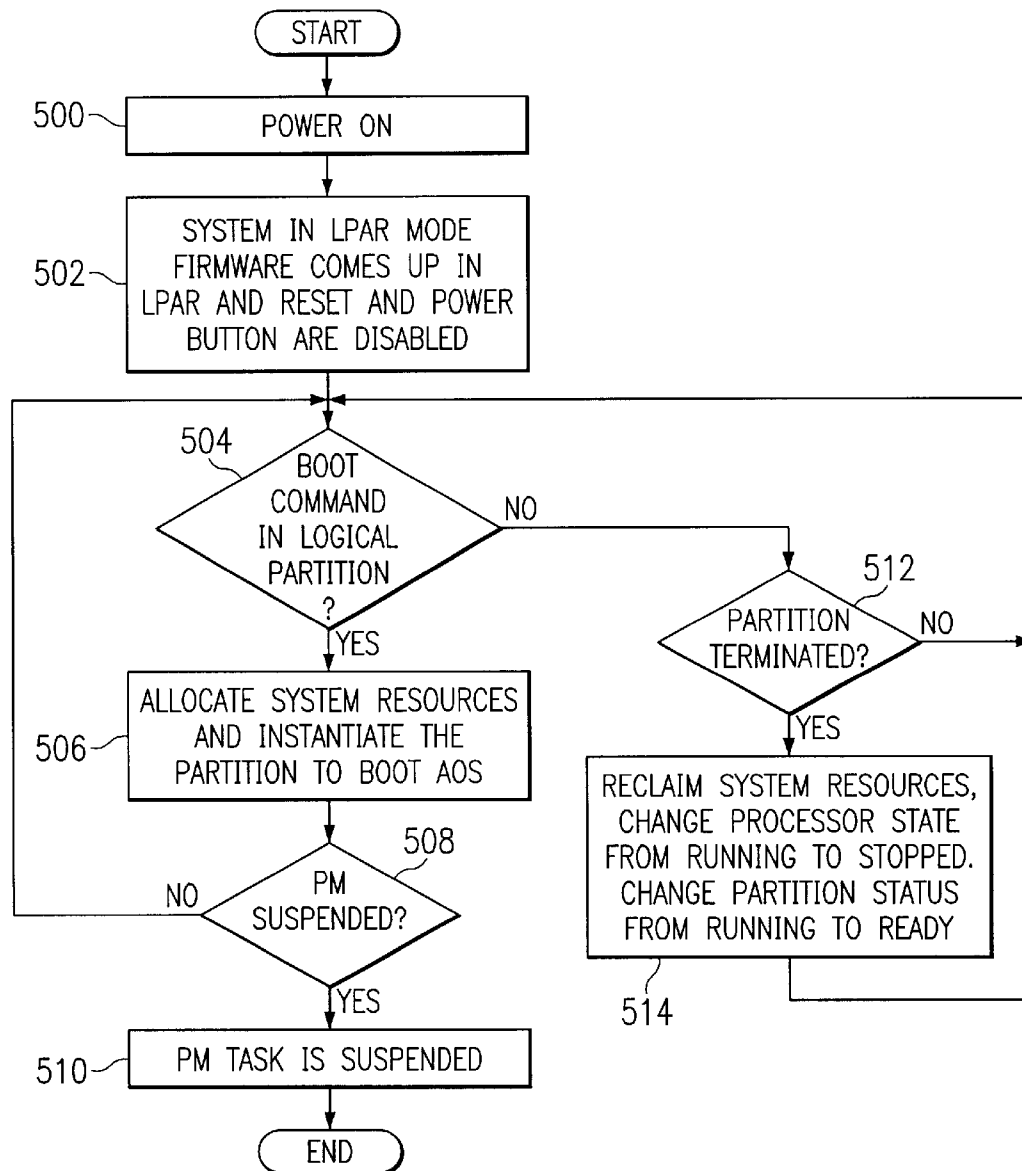 START
500
POWER ON
502
SYSTEM IN LPAR MODE
FIRMWARE COMES UP IN
LPAR AND RESET AND POWER
BUTTON ARE DISABLED
504
BOOT
COMMAND
IN LOGICAL
PARTITION
?
NO
YES
512
PARTITION
TERMINATED?
NO
YES
506
ALLOCATE SYSTEM RESOURCES
AND INSTANTIATE THE
PARTITION TO BOOT AOS
RECLAIM SYSTEM RESOURCES,
CHANGE PROCESSOR STATE
FROM RUNNING TO STOPPED.
CHANGE PARTITION STATUS
FROM RUNNING TO READY
514
508
PM
SUSPENDED?
NO
YES
510
PM TASK IS SUSPENDED
END